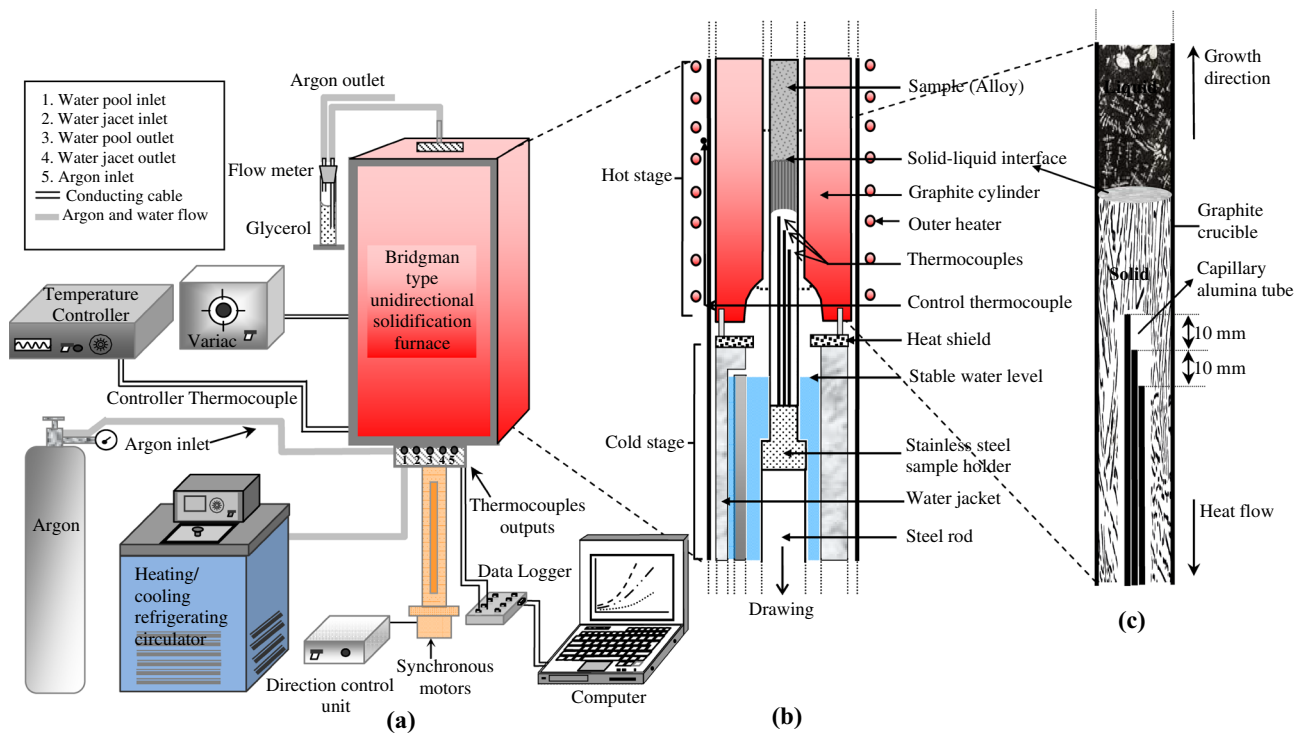 1. Water pool inlet
2. Water jacet inlet
3. Water pool outlet
4. Water jacet outlet
5. Argon inlet
Conducting cable
Argon and water flow
Argon outlet
Flow meter
Glycerol
Temperature
Controller
Variac
Bridgman
type
unidirectional
solidification
furnace
Controller Thermocouple
Argon inlet
1 2 3 4 5
Argon
Thermocouples
outputs
Heating/
cooling
refrigerating
circulator
Data Logger
Direction control
unit
Synchronous
motors
Computer
(a)
Hot stage
Cold stage
Sample (Alloy)
Solid-liquid interface
Graphite cylinder
Outer heater
Thermocouples
Control thermocouple
Heat shield
Stable water level
Stainless steel
sample holder
Water jacket
Steel rod
Drawing
(b)
Liquid
Growth
direction
Graphite
crucible
Solid
Capillary
alumina tube
10 mm
10 mm
Heat flow
(c)